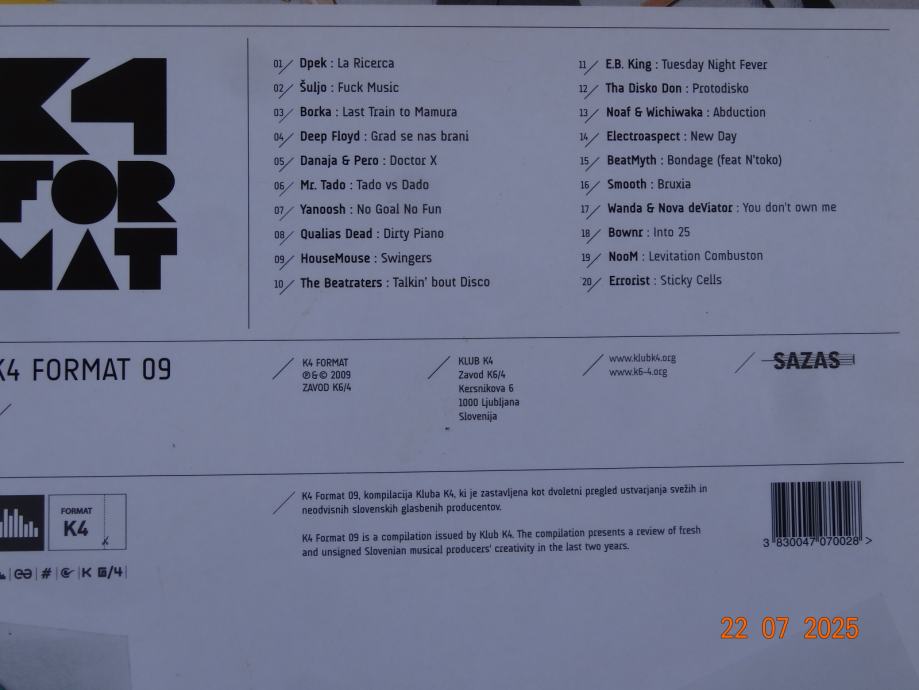 K4
FOR
MAT
01/ Dpek : La Ricerca
02/ Šuljo : Fuck Music
03/ Borka : Last Train to Mamura
04/ Deep Floyd : Grad se nas brani
05/ Danaja & Pero : Doctor X
06/ Mr. Tado : Tado vs Dado
07/ Yanoosh : No Goal No Fun
08/ Qualias Dead : Dirty Piano
09/ HouseMouse : Swingers
10/ The Beatraters : Talkin' bout Disco
11/ E.B. King : Tuesday Night Fever
12/ Tha Disko Don : Protodisko
13/ Noaf & Wichiwaka : Abduction
14/ Electroaspect : New Day
15/ BeatMyth : Bondage (feat N'toko)
16/ Smooth : Bruxia
17/ Wanda & Nova deViator : You don't own me
18/ Bownr : Into 25
19/ NooM : Levitation Combuston
20/ Errorist : Sticky Cells
K4 FORMAT 09
K4 FORMAT
℗&© 2009
ZAVOD K6/4
KLUB K4
Zavod K6/4
Kersnikova 6
1000 Ljubljana
Slovenija
www.klubk4.org
www.k6-4.org
SAZAS
FORMAT
K4
K4 Format 09, kompilacija Kluba K4, ki je zastavljena kot dvoletni pregled ustvarjanja svežih in
neodvisnih slovenskih glasbenih producentov.
K4 Format 09 is a compilation issued by Klub K4. The compilation presents a review of fresh
and unsigned Slovenian musical producers' creativity in the last two years.
3 830047 070028 >
# | K 6/4
22 07 2025